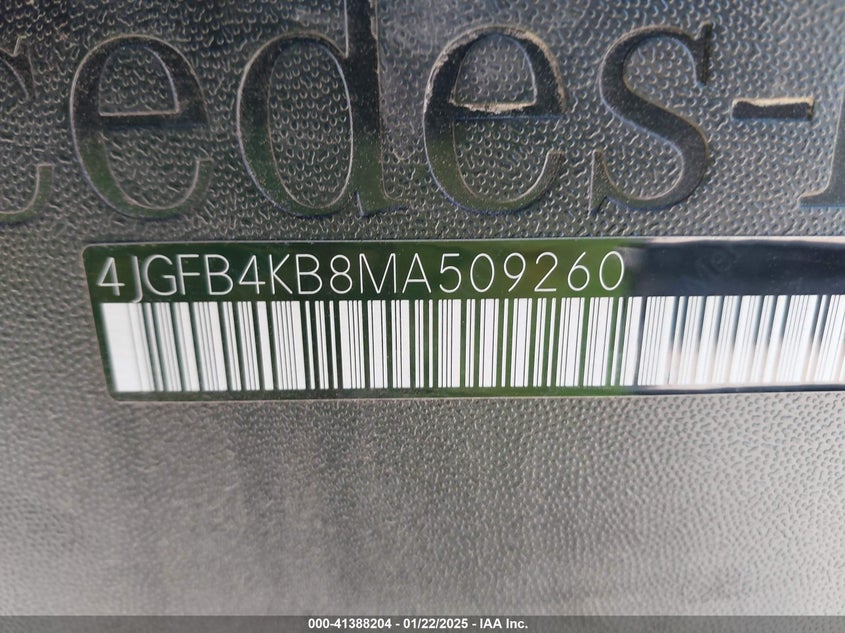 cedes-
4JGFB4KB8MA509260
000-41388204 - 01/22/2025 - IAA Inc.